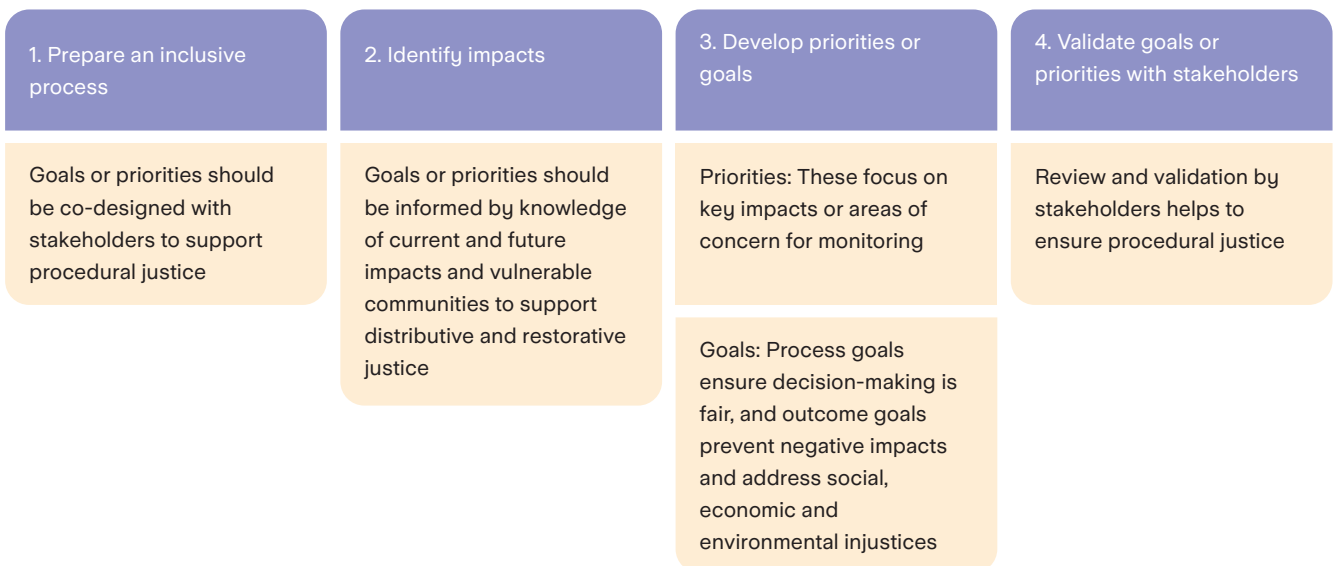 1. Prepare an inclusive
process
Goals or priorities should
be co-designed with
stakeholders to support
procedural justice
2. Identify impacts
Goals or priorities should
be informed by knowledge
of current and future
impacts and vulnerable
communities to support
distributive and restorative
justice
3. Develop priorities or
goals
Priorities: These focus on
key impacts or areas of
concern for monitoring
Goals: Process goals
ensure decision-making is
fair, and outcome goals
prevent negative impacts
and address social,
economic and
environmental injustices
4. Validate goals or
priorities with stakeholders
Review and validation by
stakeholders helps to
ensure procedural justice